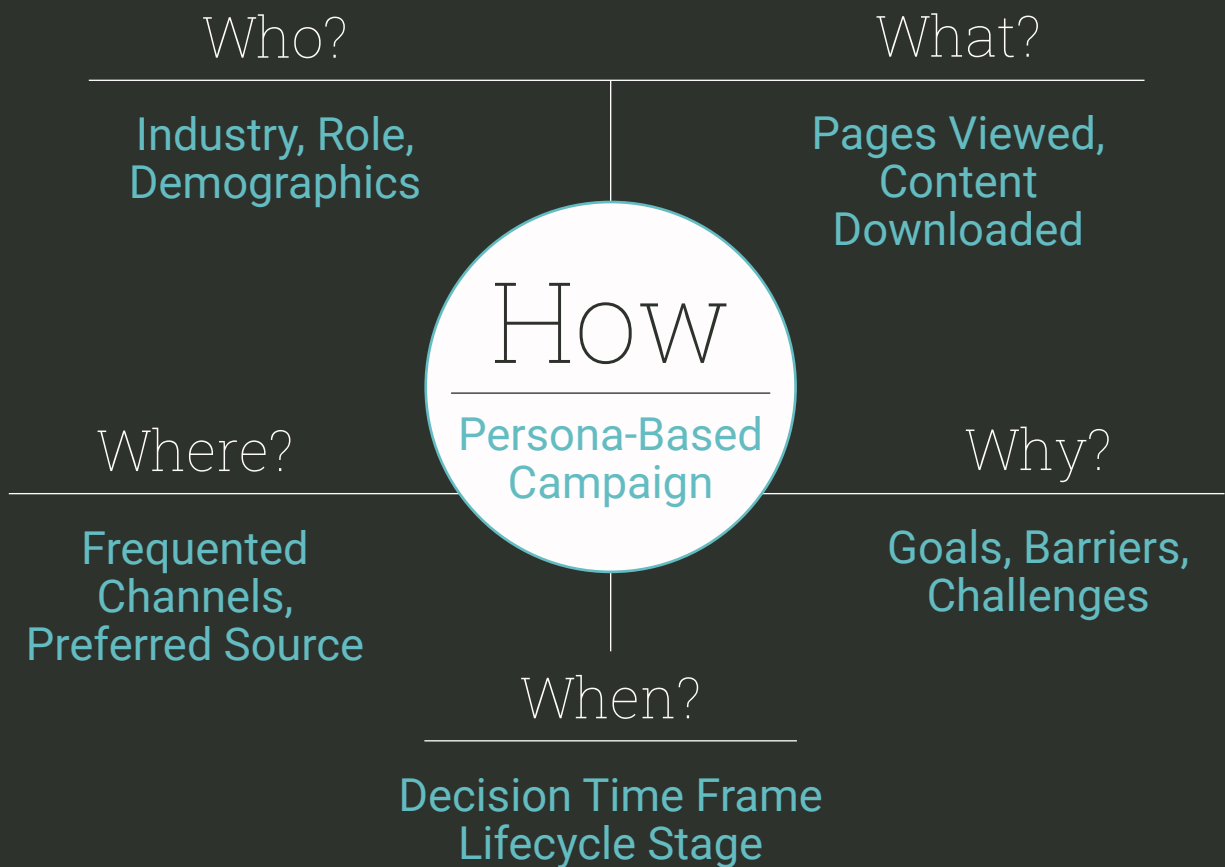 Who?
Industry, Role,
Demographics
What?
Pages Viewed,
Content
Downloaded
How
Persona-Based
Campaign
Where?
Frequented
Channels,
Preferred Source
Why?
Goals, Barriers,
Challenges
When?
Decision Time Frame
Lifecycle Stage